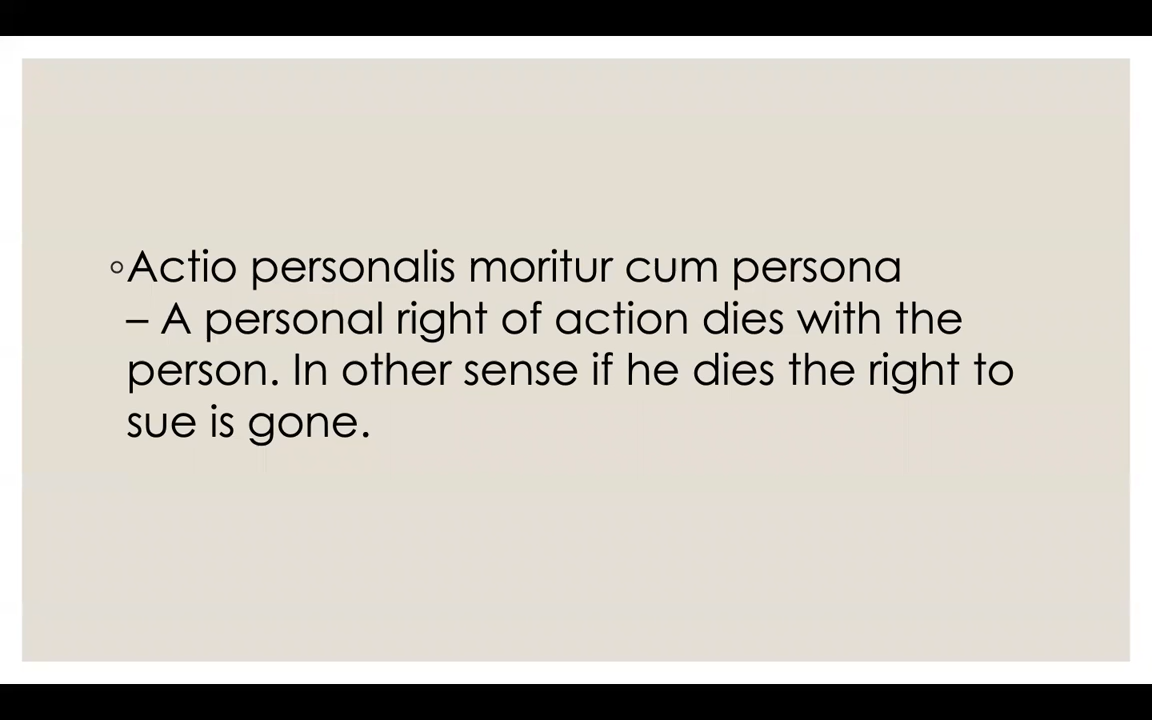 ◦Actio personalis moritur cum persona
– A personal right of action dies with the
person. In other sense if he dies the right to
sue is gone.